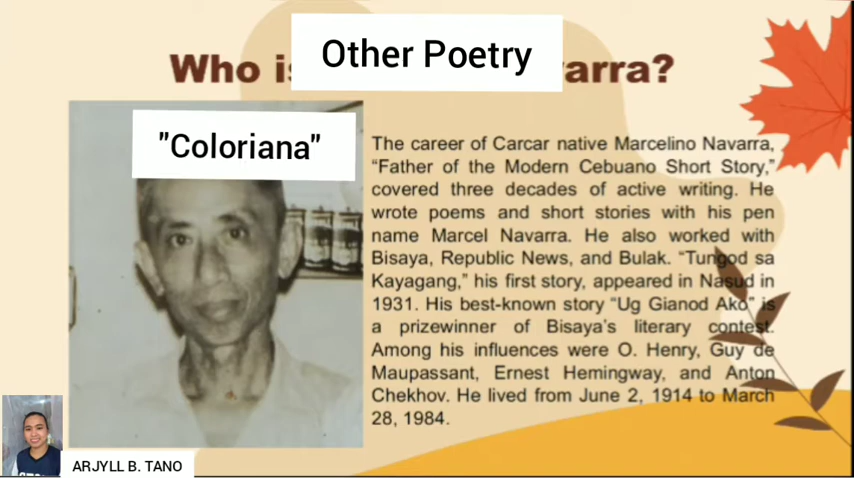 Other Poetry
Who is arra?
"Coloriana"
The career of Carcar native Marcelino Navarra,
“Father of the Modern Cebuano Short Story,”
covered three decades of active writing. He
wrote poems and short stories with his pen
name Marcel Navarra. He also worked with
Bisaya, Republic News, and Bulak. “Tungod sa
Kayagang,” his first story, appeared in Nasud in
1931. His best-known story “Ug Gianod Ako” is
a prizewinner of Bisaya’s literary contest.
Among his influences were O. Henry, Guy de
Maupassant, Ernest Hemingway, and Anton
Chekhov. He lived from June 2, 1914 to March
28, 1984.
ARJYLL B. TANO